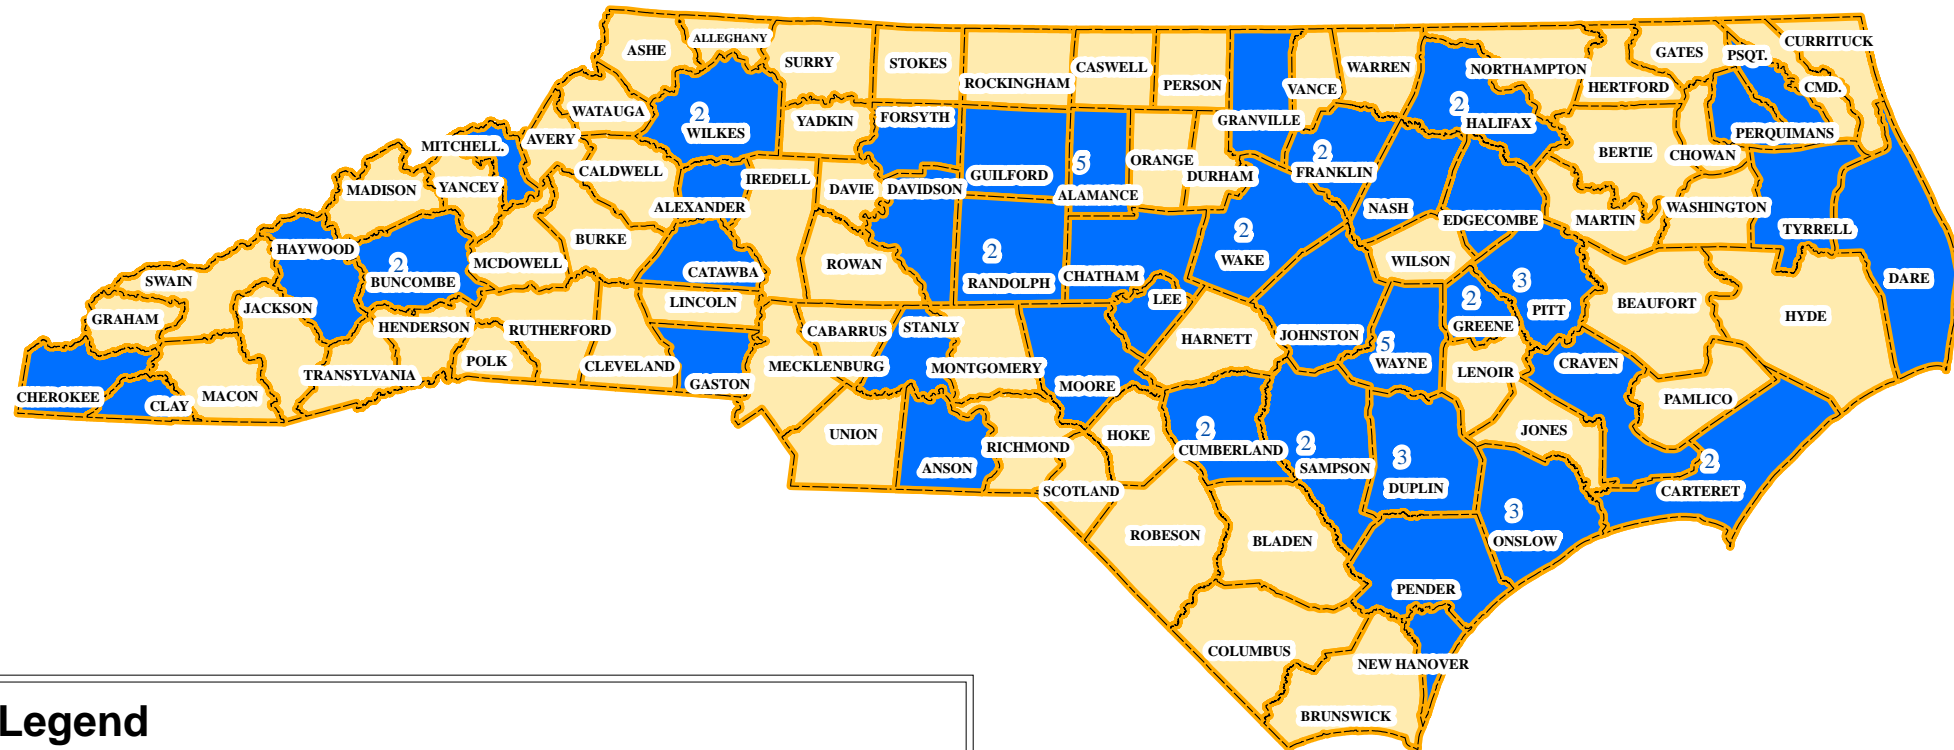 ASHE
ALLEGHANY
SURRY
STOKES
ROCKINGHAM
CASWELL
PERSON
VANCE
WARREN
NORTHAMPTON
GATES
PSQT.
CURRITUCK
HERTFORD
CMD.
WATAUGA
2
WILKES
YADKIN
FORSYTH
GRANVILLE
2
HALIFAX
PERQUIMANS
MITCHELL.
AVERY
CALDWELL
IREDELL
DAVIE
DAVIDSON
GUILFORD
5
ALAMANCE
ORANGE
DURHAM
2
FRANKLIN
BERTIE
CHOWAN
MADISON
YANCEY
ALEXANDER
NASH
EDGECOMBE
MARTIN
WASHINGTON
TYRRELL
HAYWOOD
2
BUNCOMBE
MCDOWELL
BURKE
CATAWBA
ROWAN
2
RANDOLPH
CHATHAM
2
WAKE
WILSON
3
PITT
DARE
SWAIN
GRAHAM
JACKSON
HENDERSON
RUTHERFORD
LINCOLN
CABARRUS
STANLY
LEE
HARNETT
JOHNSTON
2
GREENE
BEAUFORT
HYDE
CHEROKEE
CLAY
MACON
TRANSYLVANIA
POLK
CLEVELAND
GASTON
MECKLENBURG
MONTGOMERY
MOORE
5
WAYNE
LENOIR
CRAVEN
PAMLICO
UNION
ANSON
RICHMOND
HOKE
2
CUMBERLAND
2
SAMPSON
3
DUPLIN
JONES
2
CARTERET
SCOTLAND
ROBESON
BLADEN
3
ONSLOW
PENDER
COLUMBUS
NEW HANOVER
BRUNSWICK
Legend